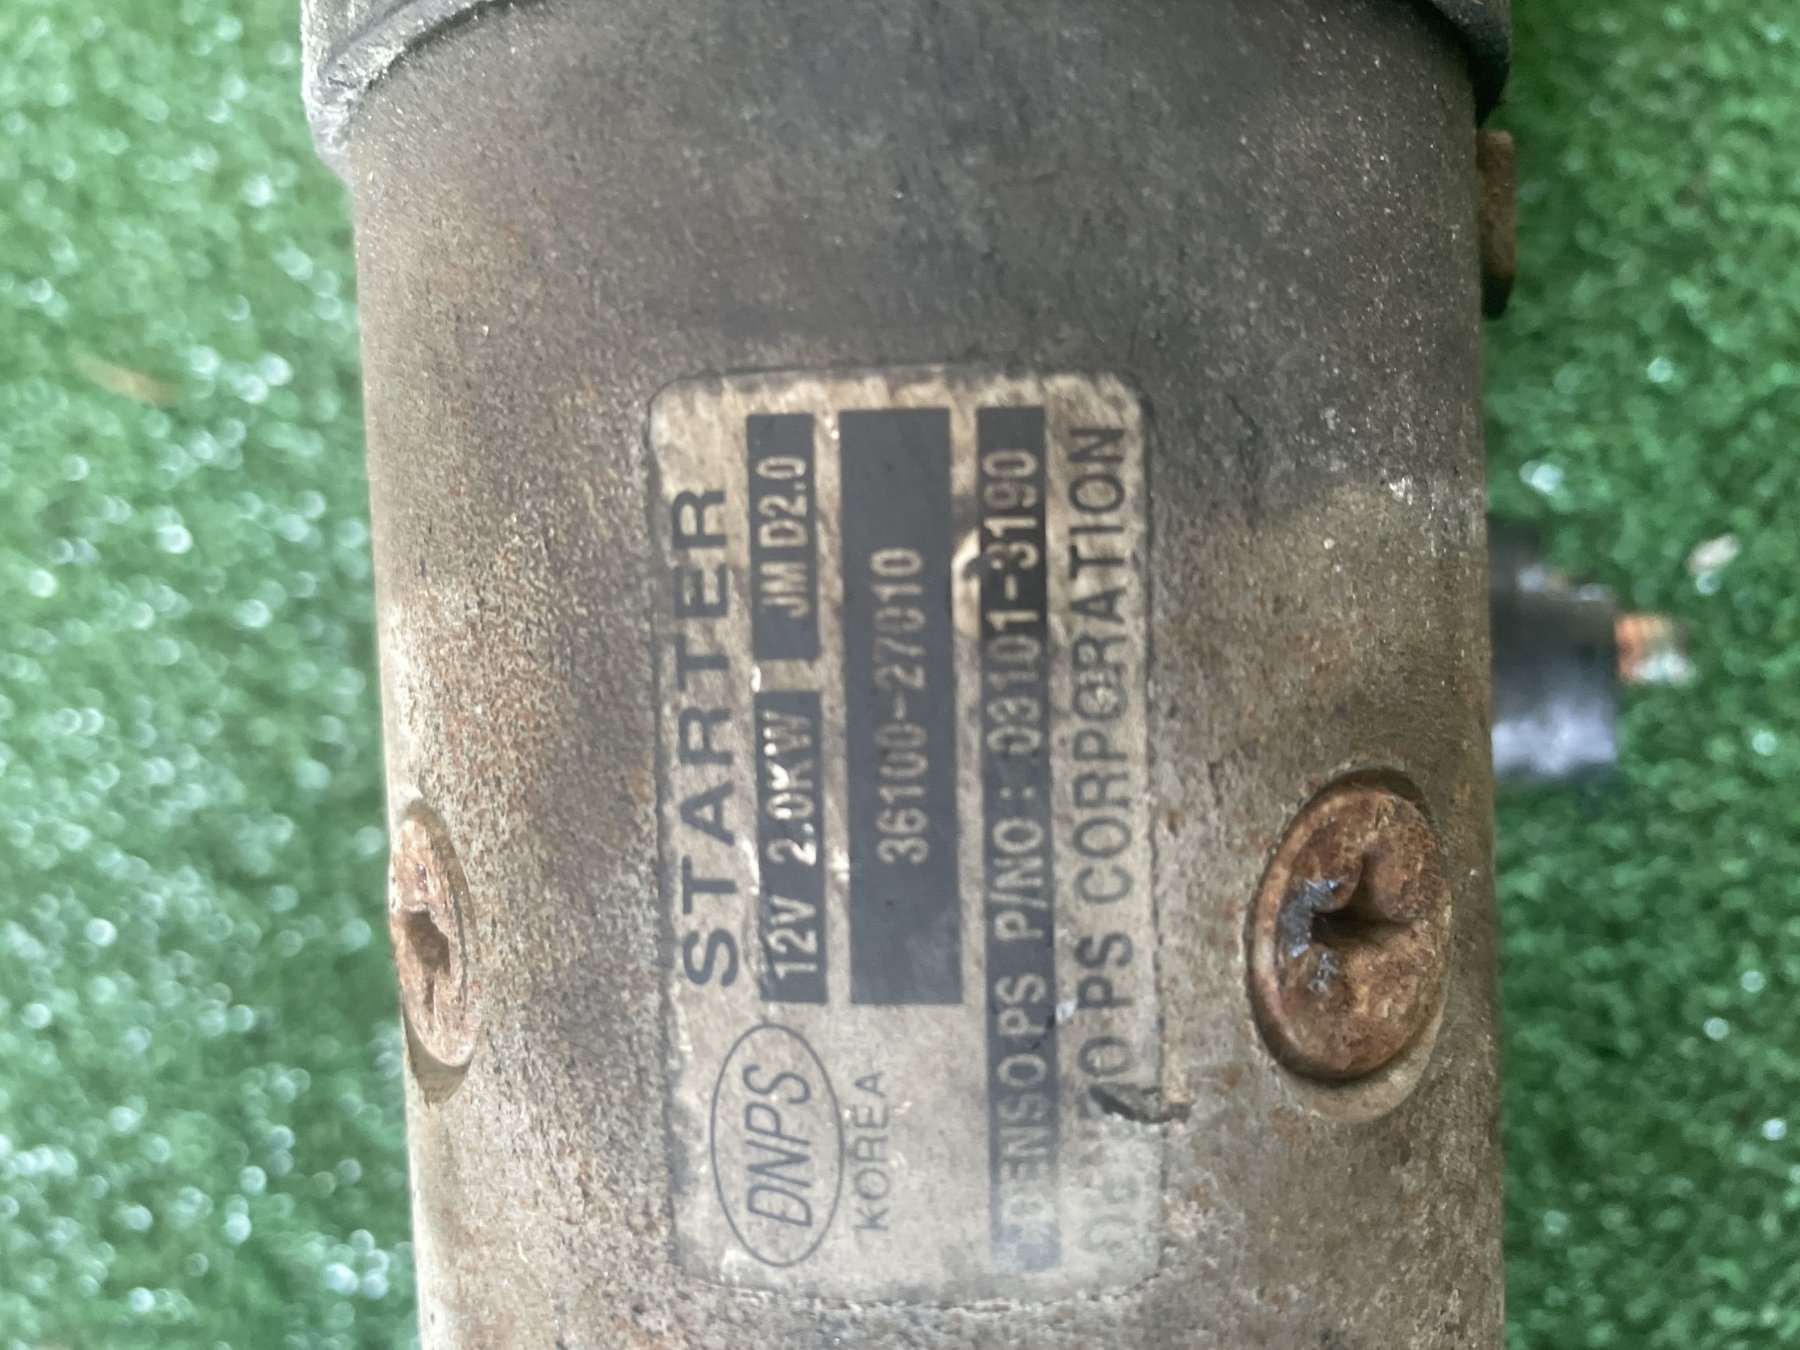 STARTER
12V 2.0KW JM D2.0
36100-27010
DNPS
KOREA
DENSO.PS P/NO : 03101-3190
PS CORPORATION